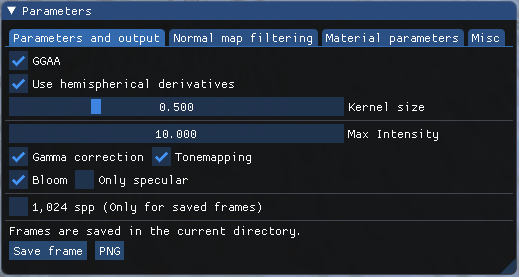 Parameters
Parameters and output Normal map filtering Material parameters Misc
GGAA
Use hemispherical derivatives
0.500 Kernel size
10.000 Max Intensity
Gamma correction Tonemapping
Bloom Only specular
1,024 spp (Only for saved frames)
Frames are saved in the current directory.
Save frame PNG